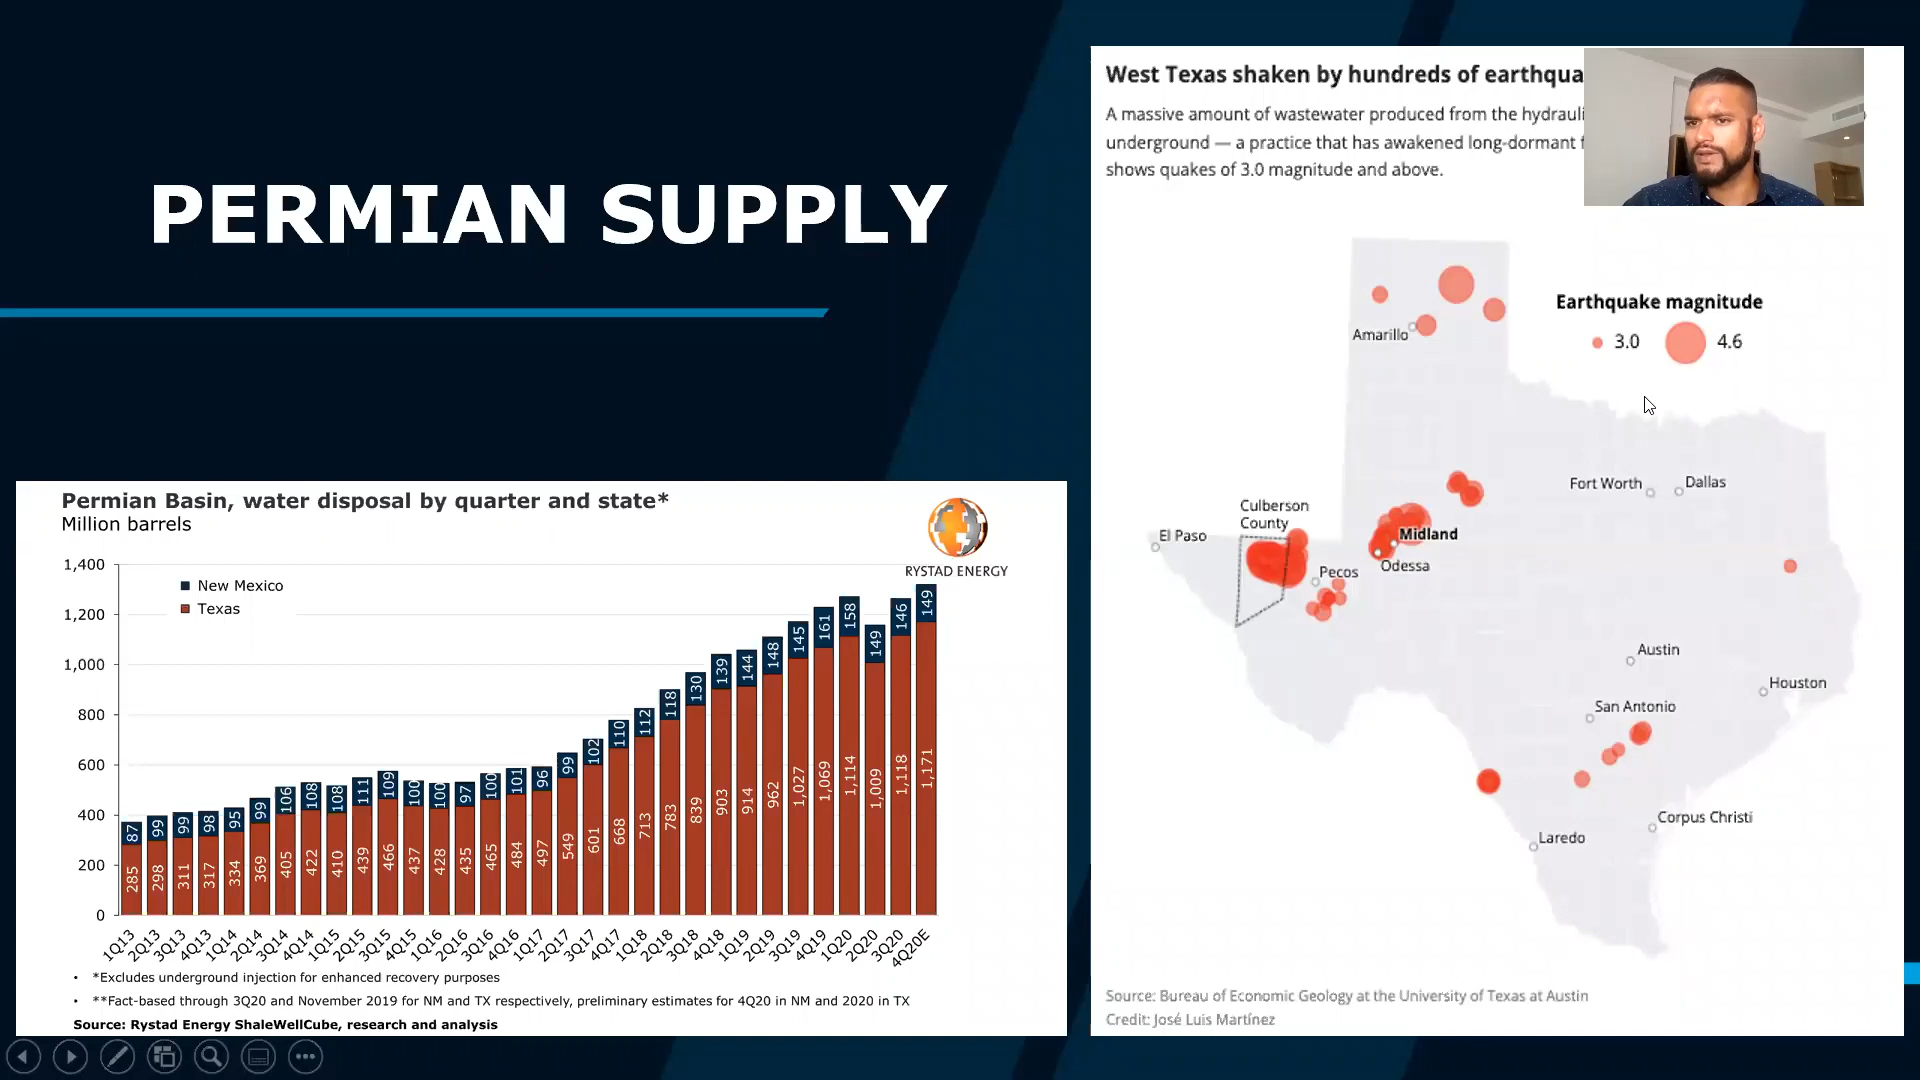 PERMIAN SUPPLY
Permian Basin, water disposal by quarter and state*
Million barrels
RYSTAD ENERGY
New Mexico
Texas
1,400
1,200
1,000
800
600
400
200
0
87 99 99 98 95 99 106 108 108 111 109 100 100 97 100 101 96 99 102 110 112 118 130 139 144 148 145 161 158 149 146 149
285 298 311 317 334 369 405 422 410 439 466 437 428 435 465 484 497 549 601 668 713 783 839 903 914 962 1,027 1,069 1,114 1,009 1,118 1,171
1Q13 2Q13 3Q13 4Q13 1Q14 2Q14 3Q14 4Q14 1Q15 2Q15 3Q15 4Q15 1Q16 2Q16 3Q16 4Q16 1Q17 2Q17 3Q17 4Q17 1Q18 2Q18 3Q18 4Q18 1Q19 2Q19 3Q19 4Q19 1Q20 2Q20 3Q20 4Q20E
• *Excludes underground injection for enhanced recovery purposes
• **Fact-based through 3Q20 and November 2019 for NM and TX respectively, preliminary estimates for 4Q20 in NM and 2020 in TX
Source: Rystad Energy ShaleWellCube, research and analysis
West Texas shaken by hundreds of earthqua
A massive amount of wastewater produced from the hydrauli
underground — a practice that has awakened long-dormant f
shows quakes of 3.0 magnitude and above.
Earthquake magnitude
3.0 4.6
Amarillo
Fort Worth
Dallas
Culberson
County
El Paso
Midland
Odessa
Pecos
Austin
Houston
San Antonio
Corpus Christi
Laredo
Source: Bureau of Economic Geology at the University of Texas at Austin
Credit: José Luis Martínez